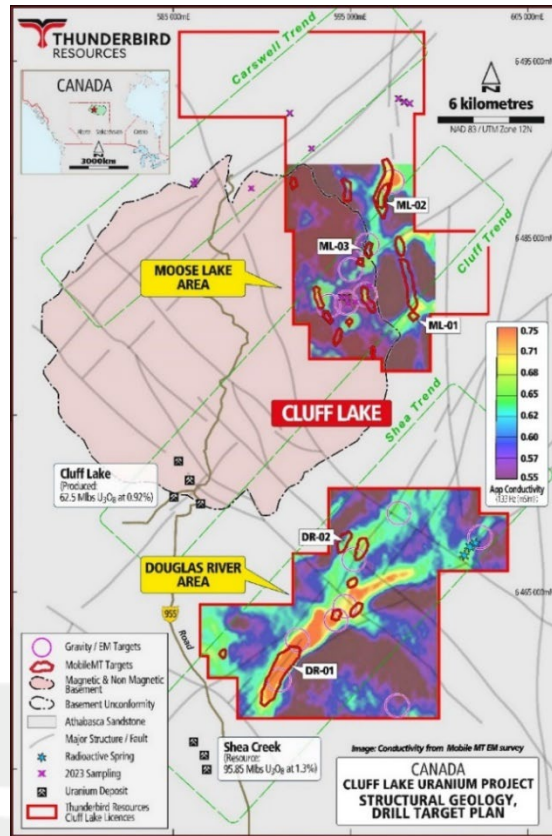 THUNDERBIRD
RESOURCES
585 000mE
995 000mE
605 000mE
CANADA
3000kms
Carswell Trend
N
6 kilometres
NAD 83 / UTM Zone 12N
6 495 000mN
ML-02
ML-03
MOOSE LAKE
AREA
Cluff Trend
6 485 000mN
ML-01
0.75
0.71
0.68
0.65
0.62
0.60
0.57
0.55
App Conductivity
CLUFF LAKE
Shea Trend
Cluff Lake
(Produced:
62.5 Mlbs U₃O₈ at 0.92%)
DR-02
DOUGLAS RIVER
AREA
6 465 000mN
955
Road
DR-01
Gravity / EM Targets
MobileMT Targets
Magnetic & Non Magnetic
Basement
Basement Unconformity
Athabasca Sandstone
Major Structure / Fault
Radioactive Spring
2023 Sampling
Uranium Deposit
Thunderbird Resources
Cluff Lake Licences
Shea Creek
(Resource:
95.85 Mlbs U₃O₈ at 1.3%)
Image: Conductivity from Mobile MT EM survey
CANADA
CLUFF LAKE URANIUM PROJECT
STRUCTURAL GEOLOGY,
DRILL TARGET PLAN